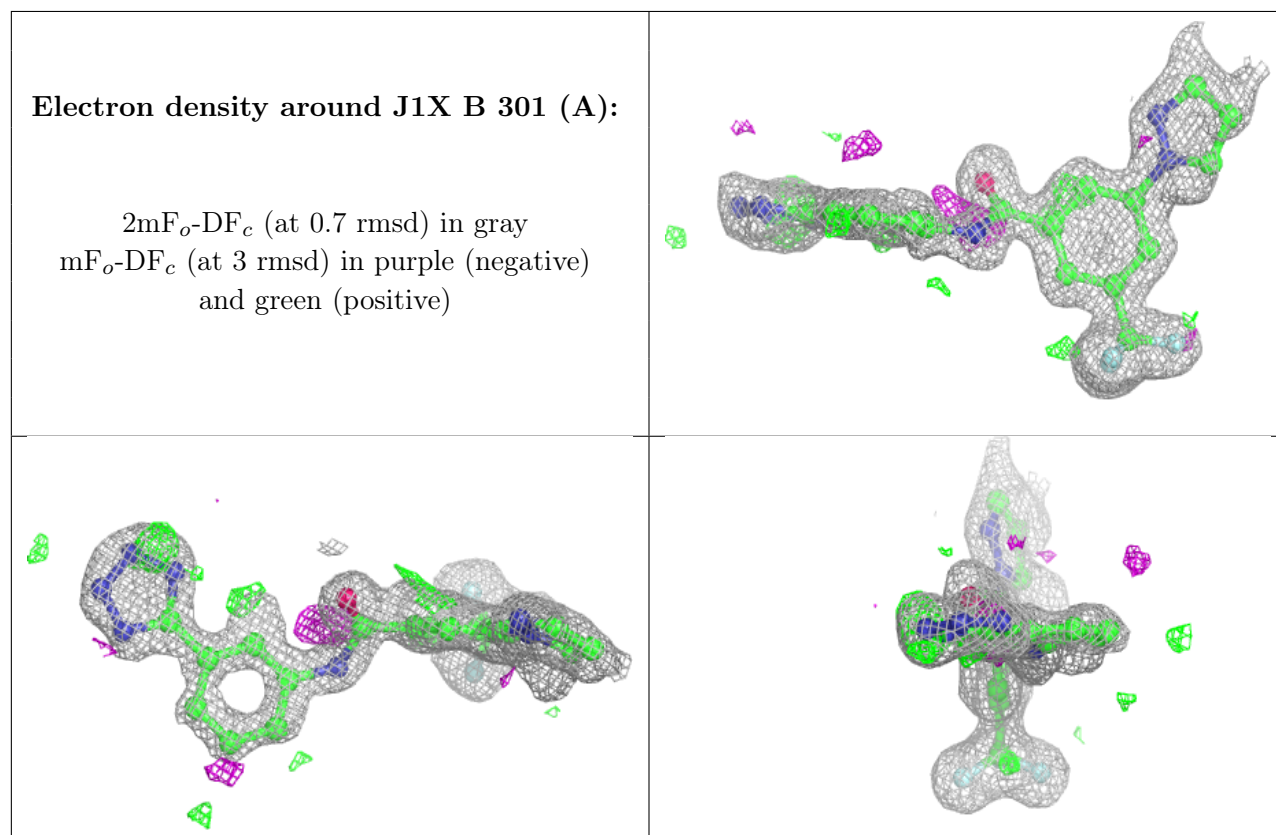 Electron density around J1X B 301 (A):
2mFo-DFc (at 0.7 rmsd) in gray
mFo-DFc (at 3 rmsd) in purple (negative)
and green (positive)